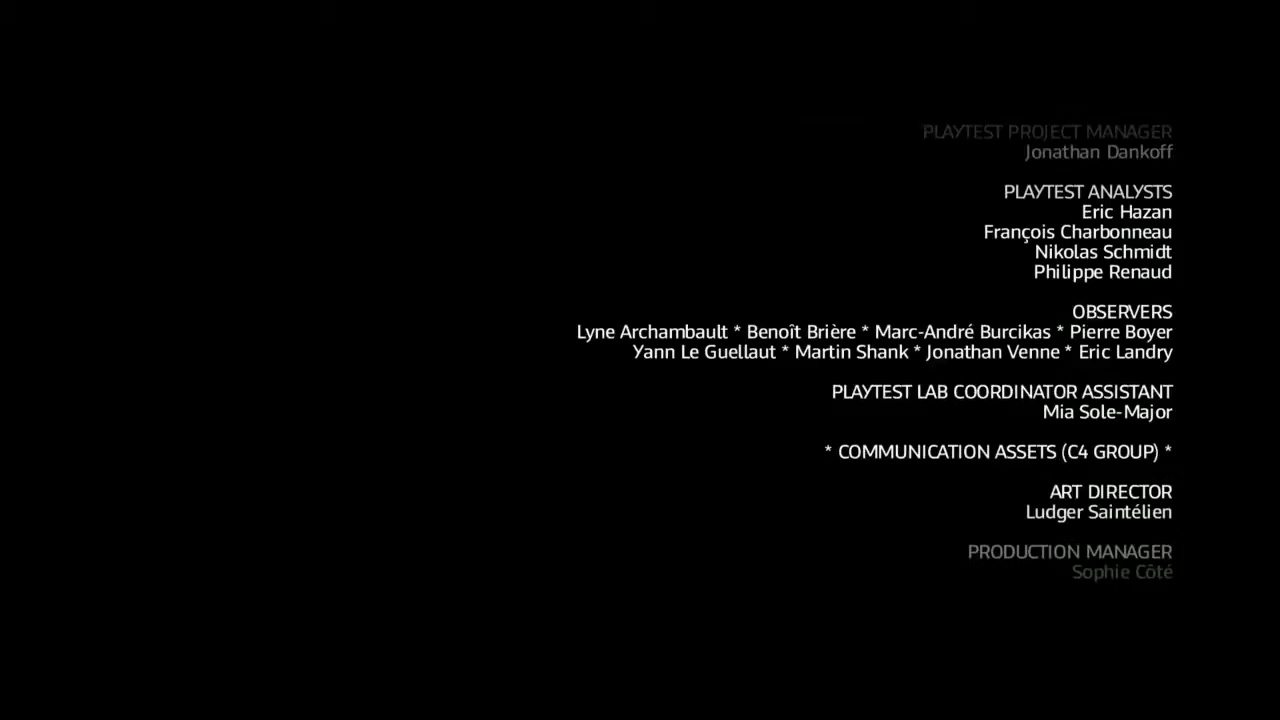 PLAYTEST PROJECT MANAGER
Jonathan Dankoff
PLAYTEST ANALYSTS
Eric Hazan
François Charbonneau
Nikolas Schmidt
Philippe Renaud
OBSERVERS
Lyne Archambault * Benoît Brière * Marc-André Burcikas * Pierre Boyer
Yann Le Guellaut * Martin Shank * Jonathan Venne * Eric Landry
PLAYTEST LAB COORDINATOR ASSISTANT
Mia Sole-Major
* COMMUNICATION ASSETS (C4 GROUP) *
ART DIRECTOR
Ludger Saintélien
PRODUCTION MANAGER
Sophie Côté